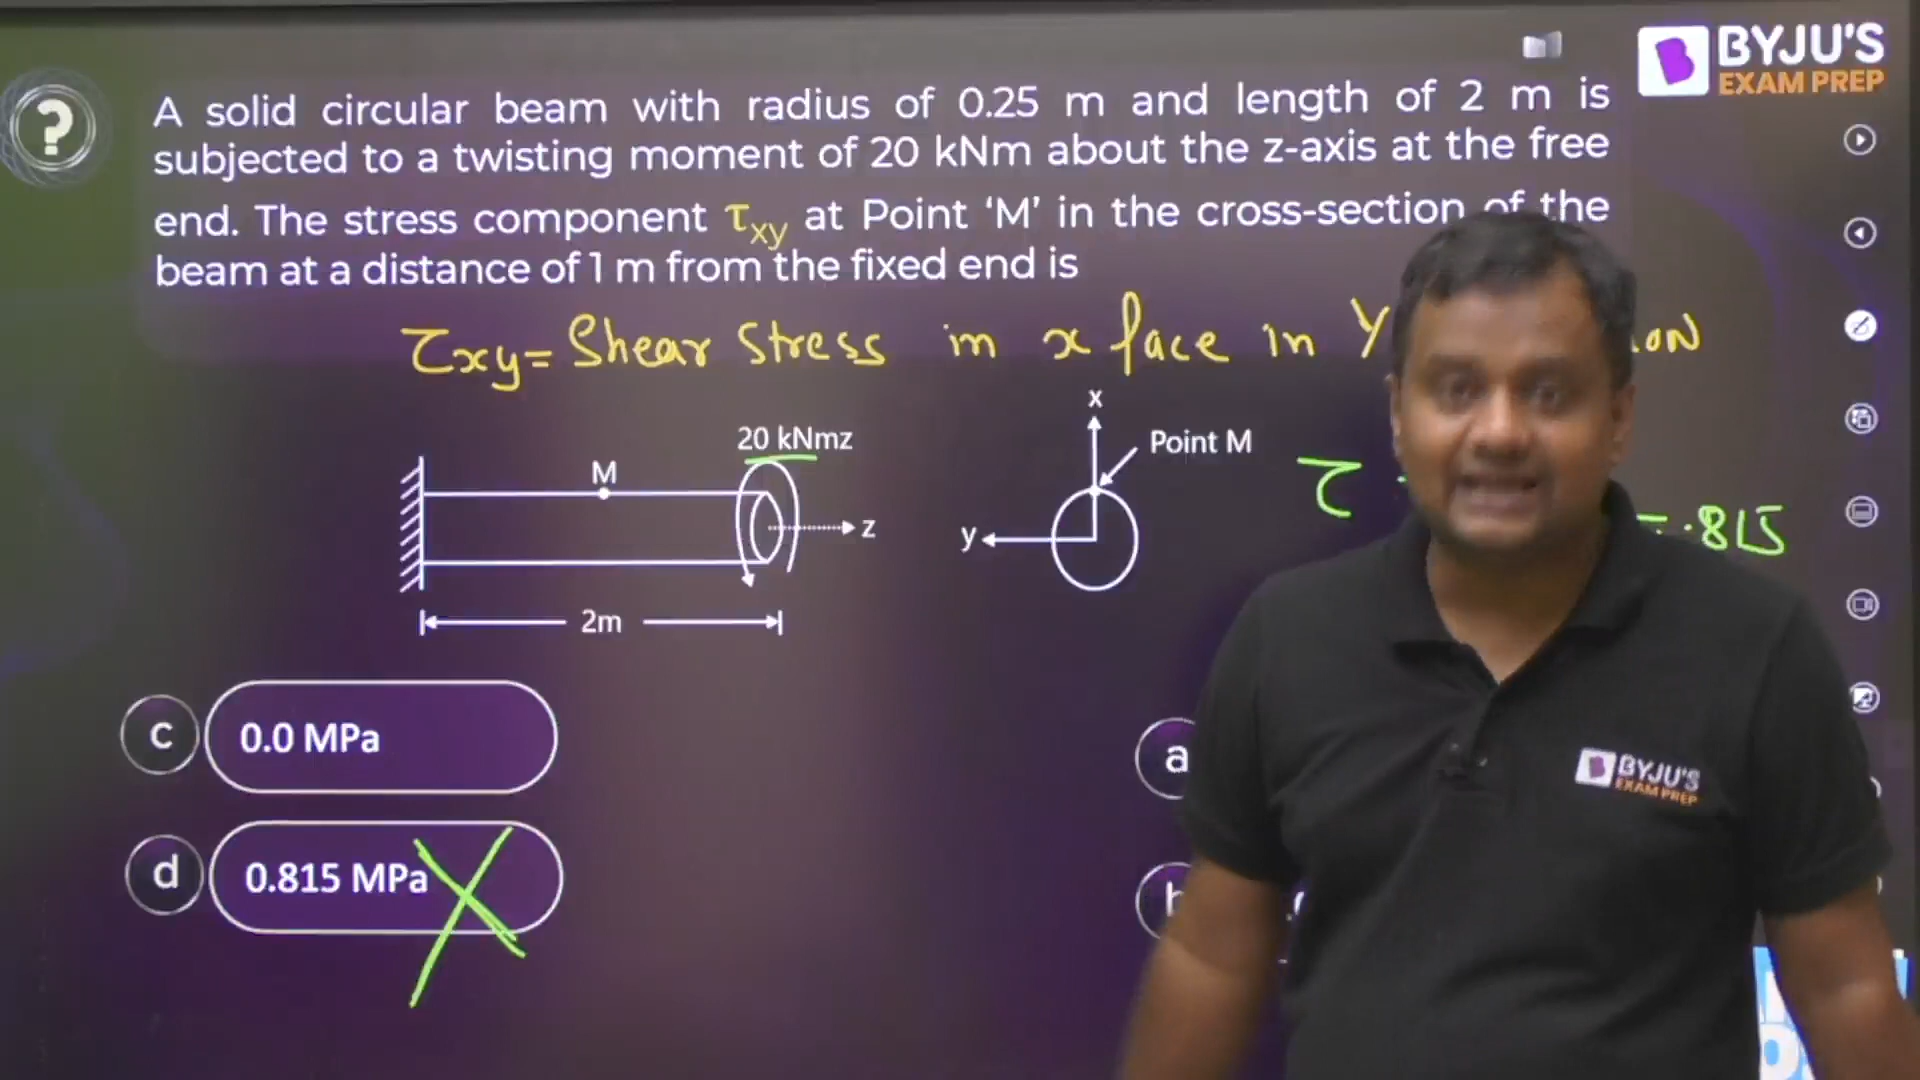 BYJU'S
EXAM PREP
?
A solid circular beam with radius of 0.25 m and length of 2 m is
subjected to a twisting moment of 20 kNm about the z-axis at the free
end. The stress component τxy at Point 'M' in the cross-section of the
beam at a distance of 1 m from the fixed end is
τxy = Shear Stress in x face in Y
x
20 kNmz
Point M
M
τ
= .815
z
y
2m
c
0.0 MPa
a
BYJU'S
EXAM PREP
d
0.815 MPa